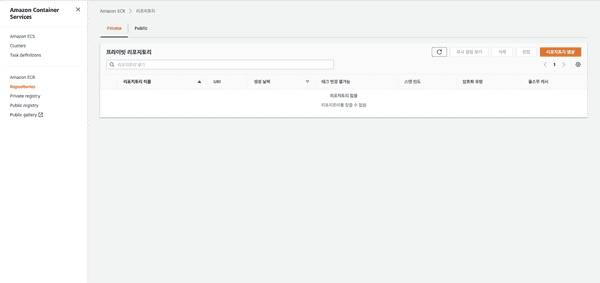 Amazon Container Services
Amazon ECS
Clusters
Task definitions
Amazon ECR
Repositories
Private registry
Public registry
Public gallery
Amazon ECR > 리포지토리
Private Public
프라이빗 리포지토리
푸시 명령 보기 삭제 편집 리포지토리 생성
리포지토리 찾기
1
리포지토리 이름 URI 생성 날짜 태그 변경 불가능 스캔 빈도 암호화 유형 풀스루 캐시
리포지토리 없음
리포지토리를 찾을 수 없음